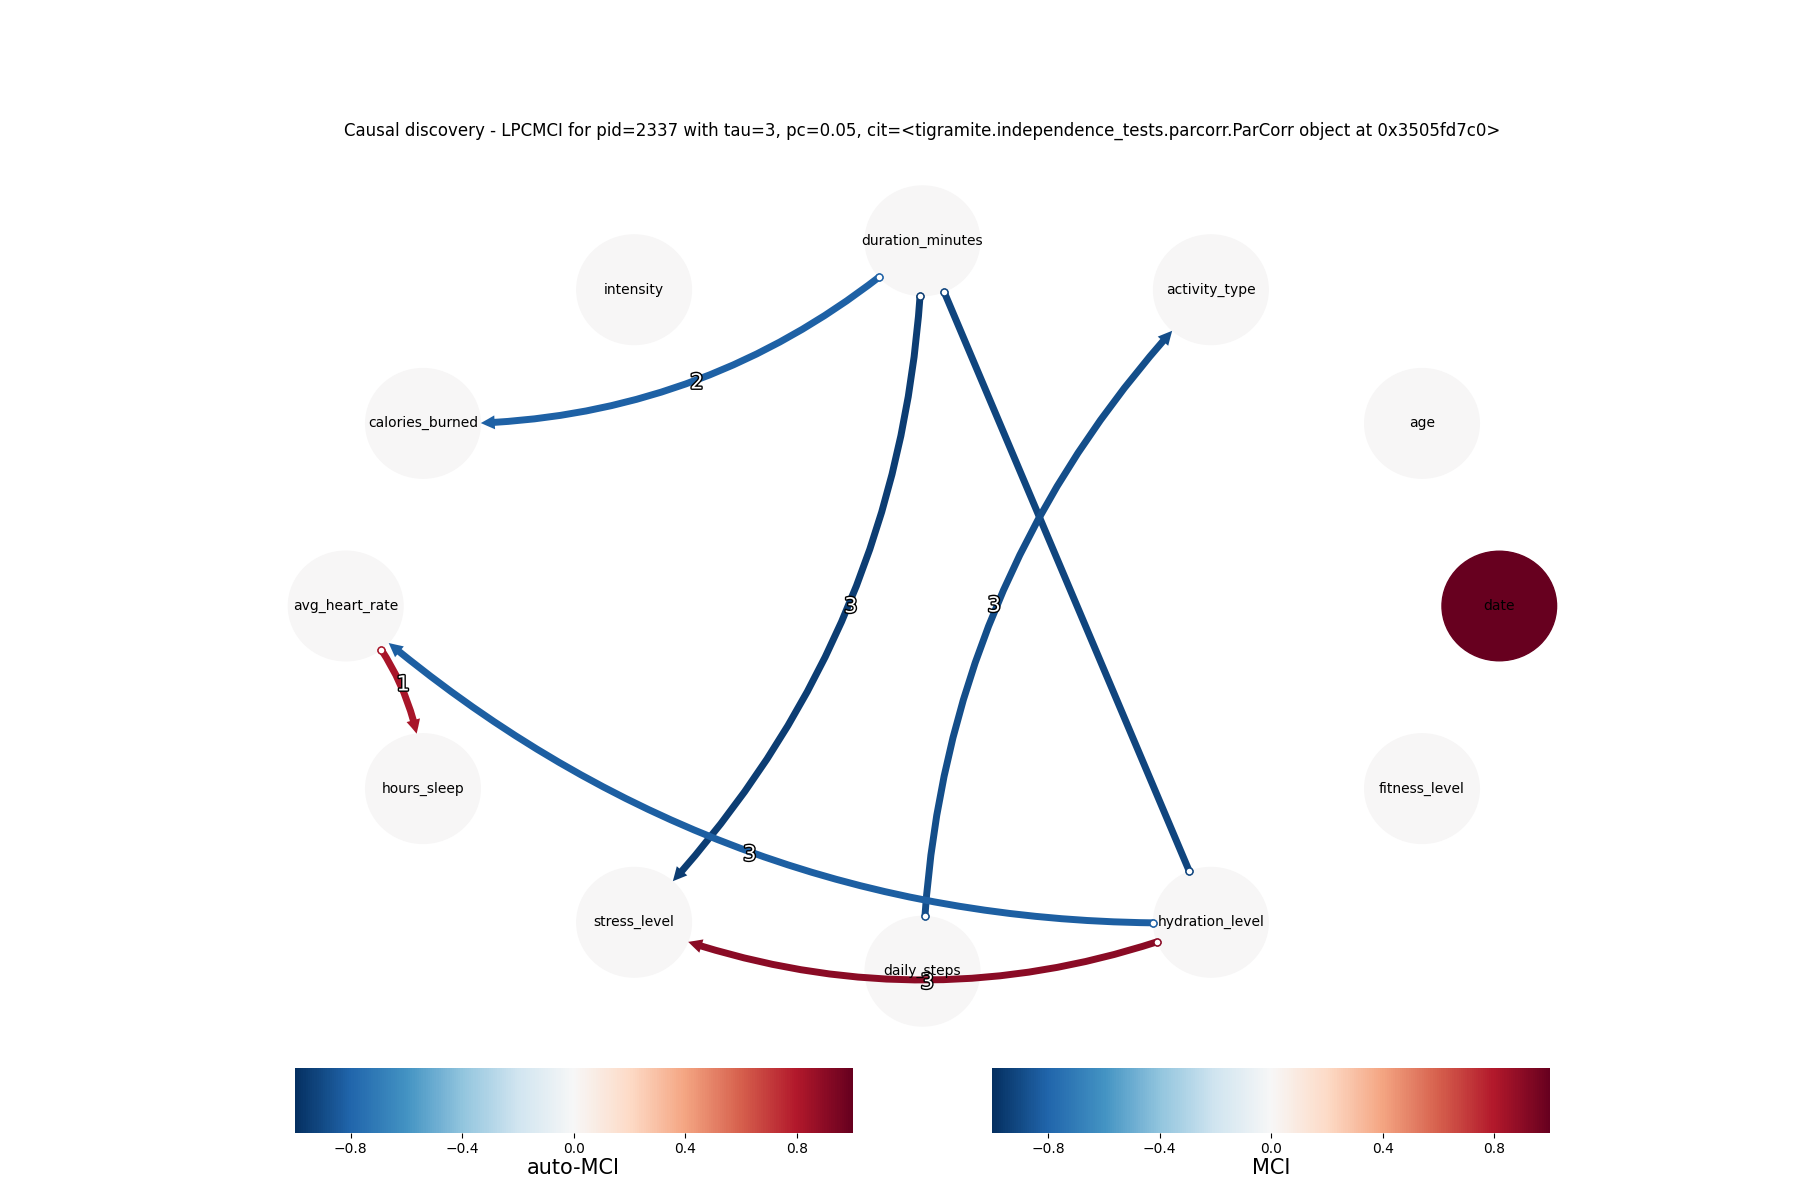 Causal discovery - LPCMCI for pid=2337 with tau=3, pc=0.05, cit=<tigramite.independence_tests.parcorr.ParCorr object at 0x3505fd7c0>
duration_minutes
intensity
activity_type
2
calories_burned
age
3
3
avg_heart_rate
date
1
hours_sleep
fitness_level
3
stress_level
hydration_level
daily_steps
3
−0.8 −0.4 0.0 0.4 0.8
auto-MCI
−0.8 −0.4 0.0 0.4 0.8
MCI